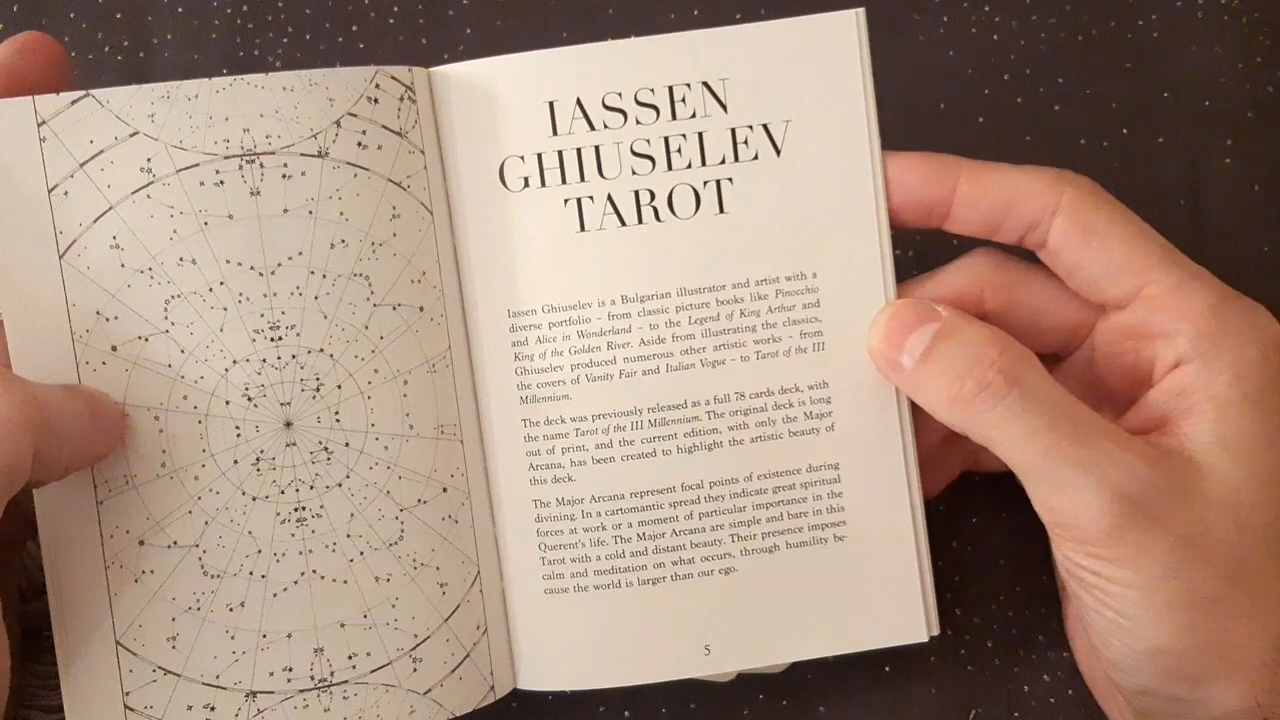 IASSEN
GHIUSELEV
TAROT
Iassen Ghiuselev is a Bulgarian illustrator and artist with a
diverse portfolio – from classic picture books like Pinocchio
and Alice in Wonderland – to the Legend of King Arthur and
King of the Golden River. Aside from illustrating the classics,
Ghiuselev produced numerous other artistic works – from
the covers of Vanity Fair and Italian Vogue – to Tarot of the III
Millennium.
The deck was previously released as a full 78 cards deck, with
the name Tarot of the III Millennium. The original deck is long
out of print, and the current edition, with only the Major
Arcana, has been created to highlight the artistic beauty of
this deck.
The Major Arcana represent focal points of existence during
divining. In a cartomantic spread they indicate great spiritual
forces at work or a moment of particular importance in the
Querent's life. The Major Arcana are simple and bare in this
Tarot with a cold and distant beauty. Their presence imposes
calm and meditation on what occurs, through humility be-
cause the world is larger than our ego.
5